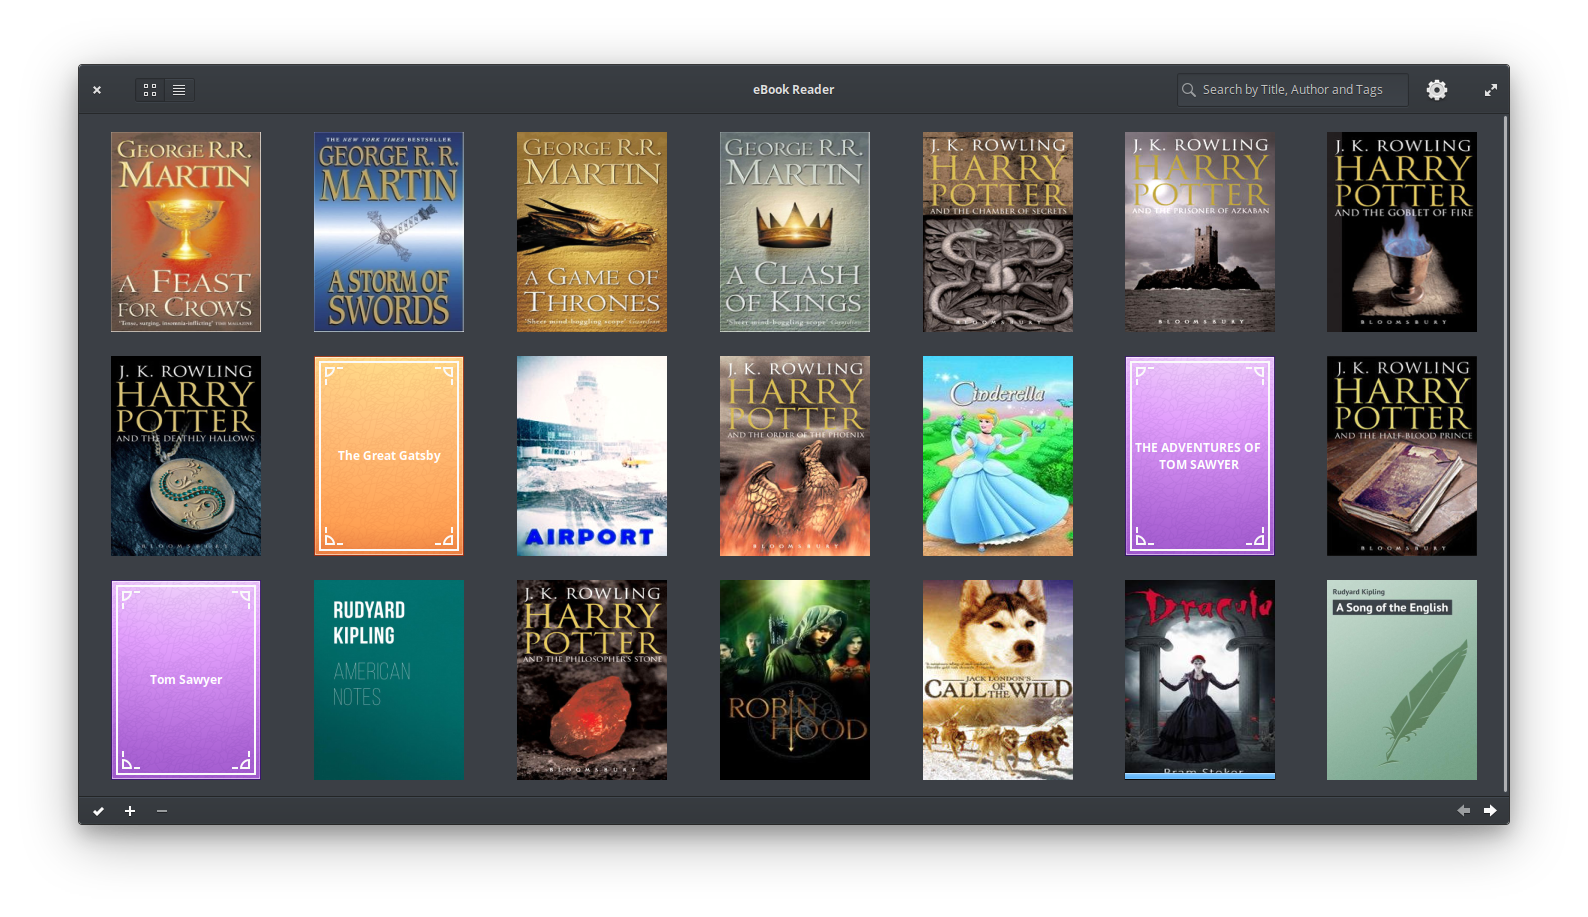 eBook Reader
Search by Title, Author and Tags
GEORGE R.R.
MARTIN
A FEAST
FOR CROWS
'Tense, surging, insomnia-inflicting' TIME MAGAZINE
THE NEW YORK TIMES BESTSELLER
GEORGE R. R.
MARTIN
A STORM OF
SWORDS
GEORGE R.R.
MARTIN
A GAME OF
THRONES
'Sheer mind-boggling scope' Guardian
GEORGE R.R.
MARTIN
A CLASH
OF KINGS
'Sheer mind-boggling scope' Guardian
J. K. ROWLING
HARRY
POTTER
AND THE CHAMBER OF SECRETS
BLOOMSBURY
J. K. ROWLING
HARRY
POTTER
AND THE PRISONER OF AZKABAN
BLOOMSBURY
J. K. ROWLING
HARRY
POTTER
AND THE GOBLET OF FIRE
BLOOMSBURY
J. K. ROWLING
HARRY
POTTER
AND THE DEATHLY HALLOWS
BLOOMSBURY
The Great Gatsby
AIRPORT
J. K. ROWLING
HARRY
POTTER
AND THE ORDER OF THE PHOENIX
BLOOMSBURY
Cinderella
THE ADVENTURES OF
TOM SAWYER
J. K. ROWLING
HARRY
POTTER
AND THE HALF-BLOOD PRINCE
BLOOMSBURY
Tom Sawyer
RUDYARD
KIPLING
AMERICAN
NOTES
J. K. ROWLING
HARRY
POTTER
AND THE PHILOSOPHER'S STONE
BLOOMSBURY
ROBIN
HOOD
JACK LONDON'S
CALL OF THE WILD
Dracula
Bram Stoker
Rudyard Kipling
A Song of the English